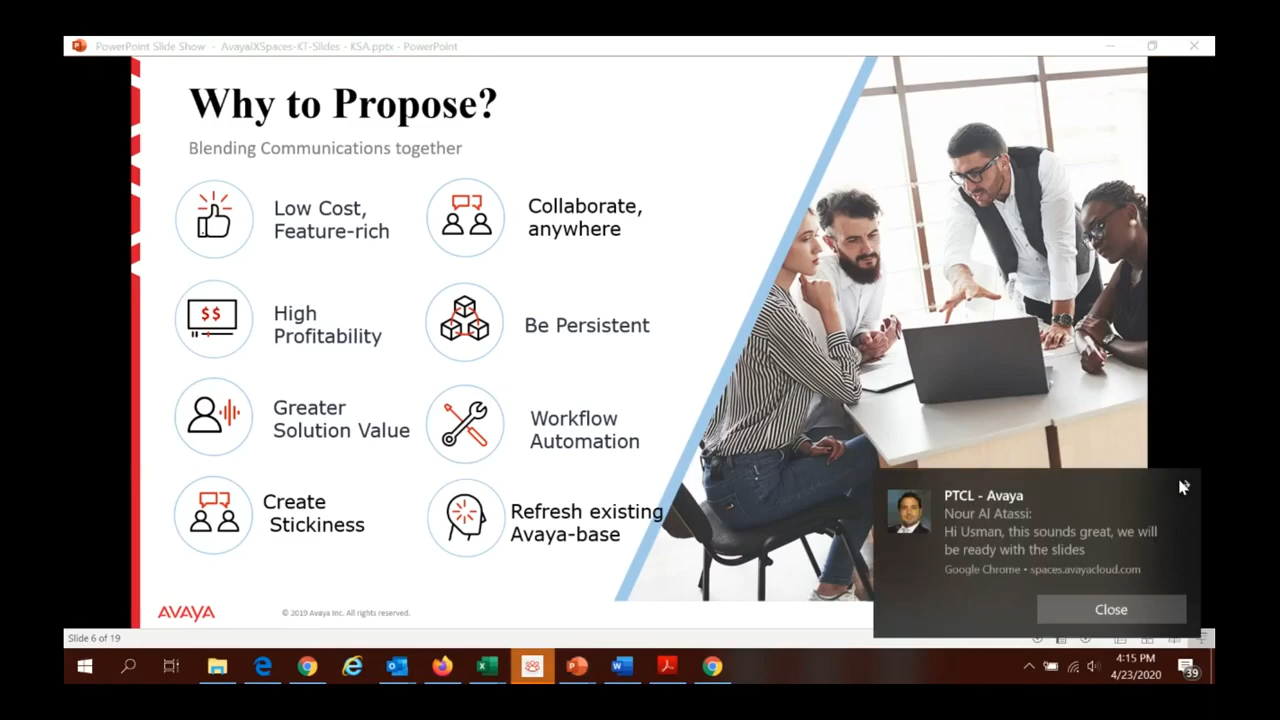 PowerPoint Slide Show - AvayaiXSpaces-KT-Slides - KSA.pptx - PowerPoint
Why to Propose?
Blending Communications together
Low Cost,
Feature-rich
Collaborate,
anywhere
$$
High
Profitability
Be Persistent
Greater
Solution Value
Workflow
Automation
Create
Stickiness
Refresh existing
Avaya-base
PTCL - Avaya
Nour Al Atassi:
Hi Usman, this sounds great, we will
be ready with the slides
Google Chrome • spaces.avayacloud.com
Close
AVAYA
© 2019 Avaya Inc. All rights reserved.
Slide 6 of 19
4:15 PM
4/23/2020
39